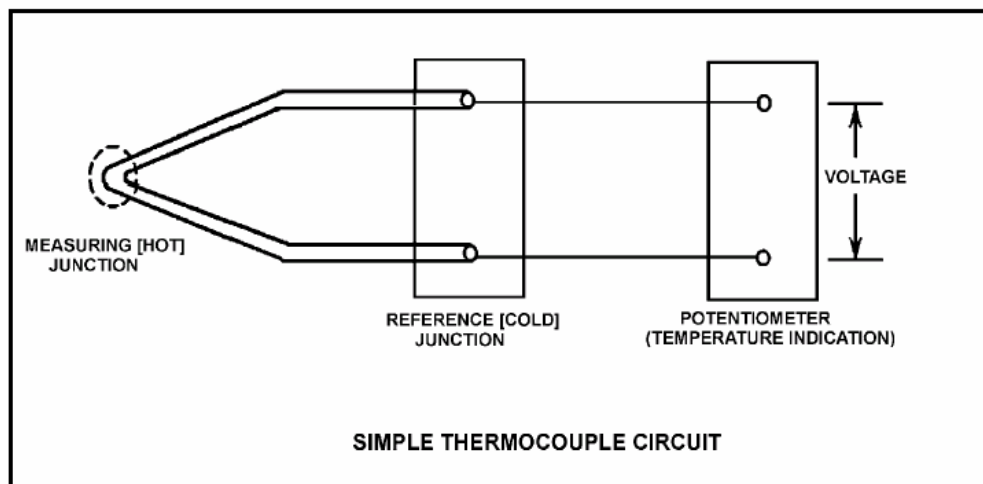 MEASURING [HOT]
JUNCTION
REFERENCE [COLD]
JUNCTION
POTENTIOMETER
(TEMPERATURE INDICATION)
VOLTAGE
SIMPLE THERMOCOUPLE CIRCUIT